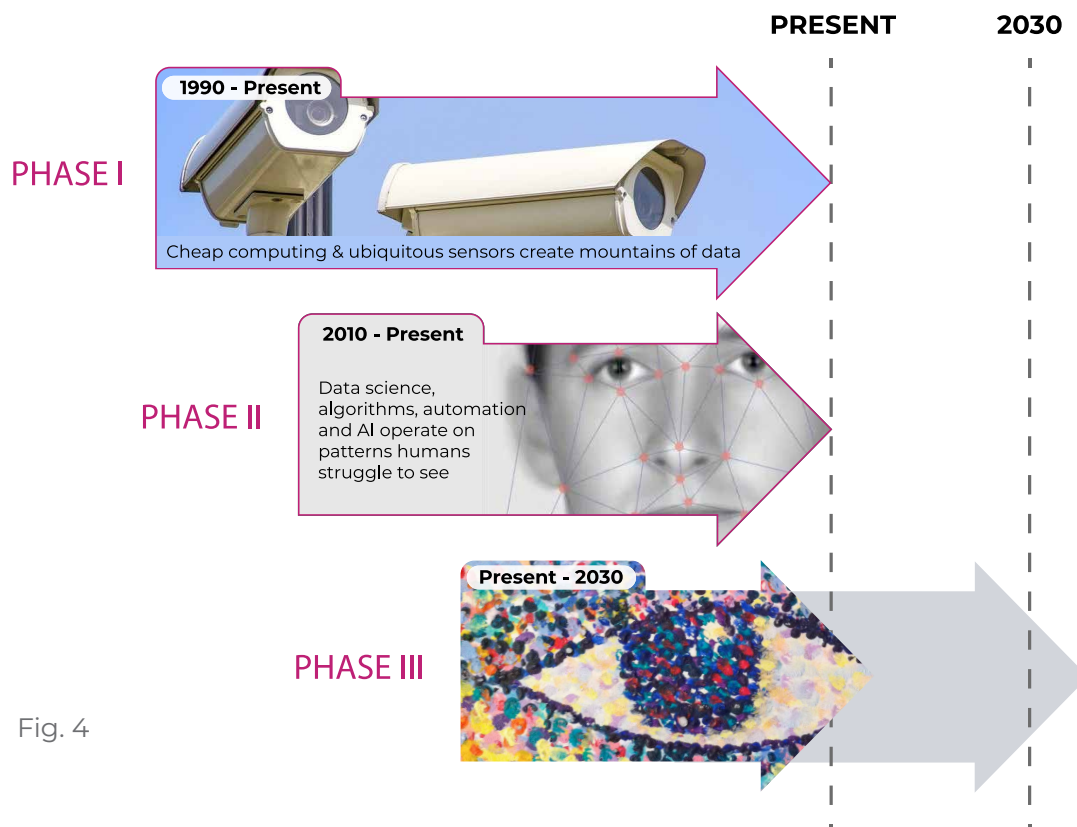 PRESENT
2030
1990 - Present
PHASE I
Cheap computing & ubiquitous sensors create mountains of data
2010 - Present
Data science,
algorithms, automation
and AI operate on
patterns humans
struggle to see
PHASE II
Present - 2030
PHASE III
Fig. 4